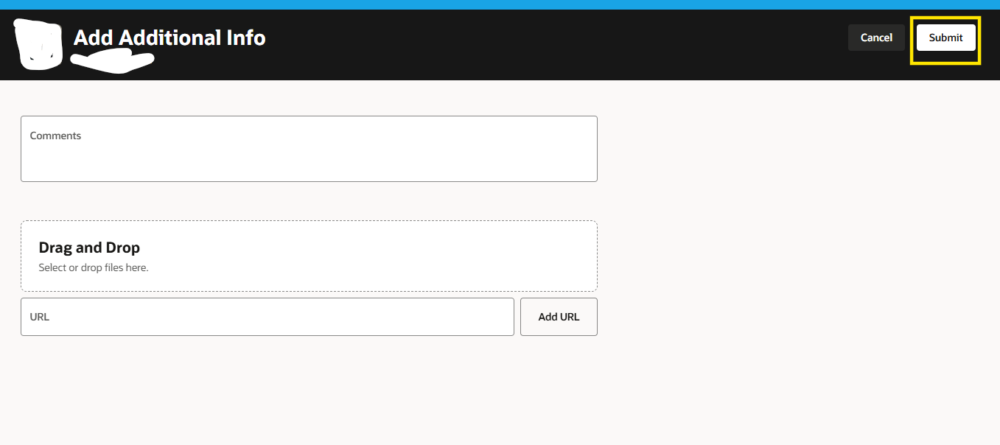 Add Additional Info
Cancel
Submit
Comments
Drag and Drop
Select or drop files here.
URL
Add URL